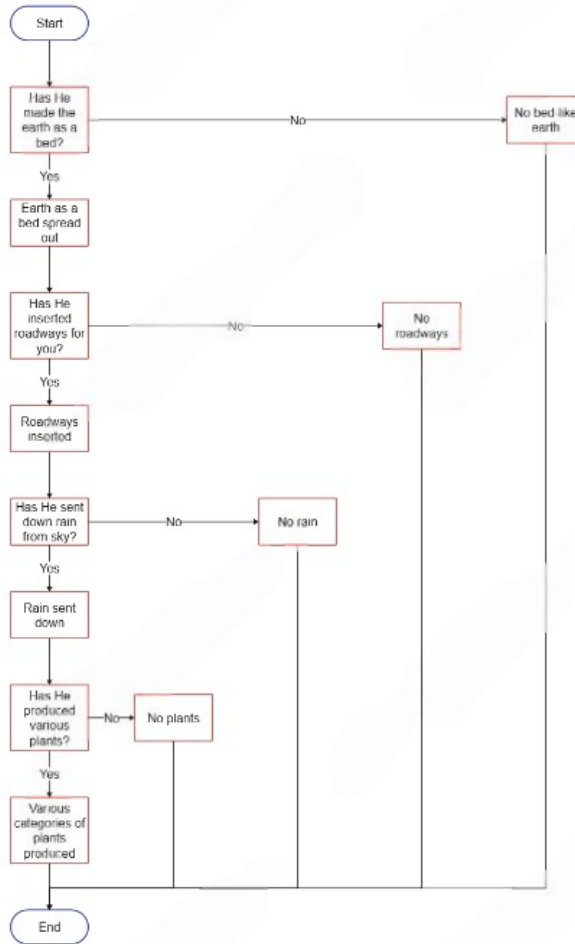 Start
Has He
made the
earth as a
bed?
No
No bed-like
earth
Yes
Earth as a
bed spread
out
Has He
inserted
roadways for
you?
No
No
roadways
Yes
Roadways
inserted
Has He sent
down rain
from sky?
No
No rain
Yes
Rain sent
down
Has He
produced
various
plants?
No
No plants
Yes
Various
categories of
plants
produced
End